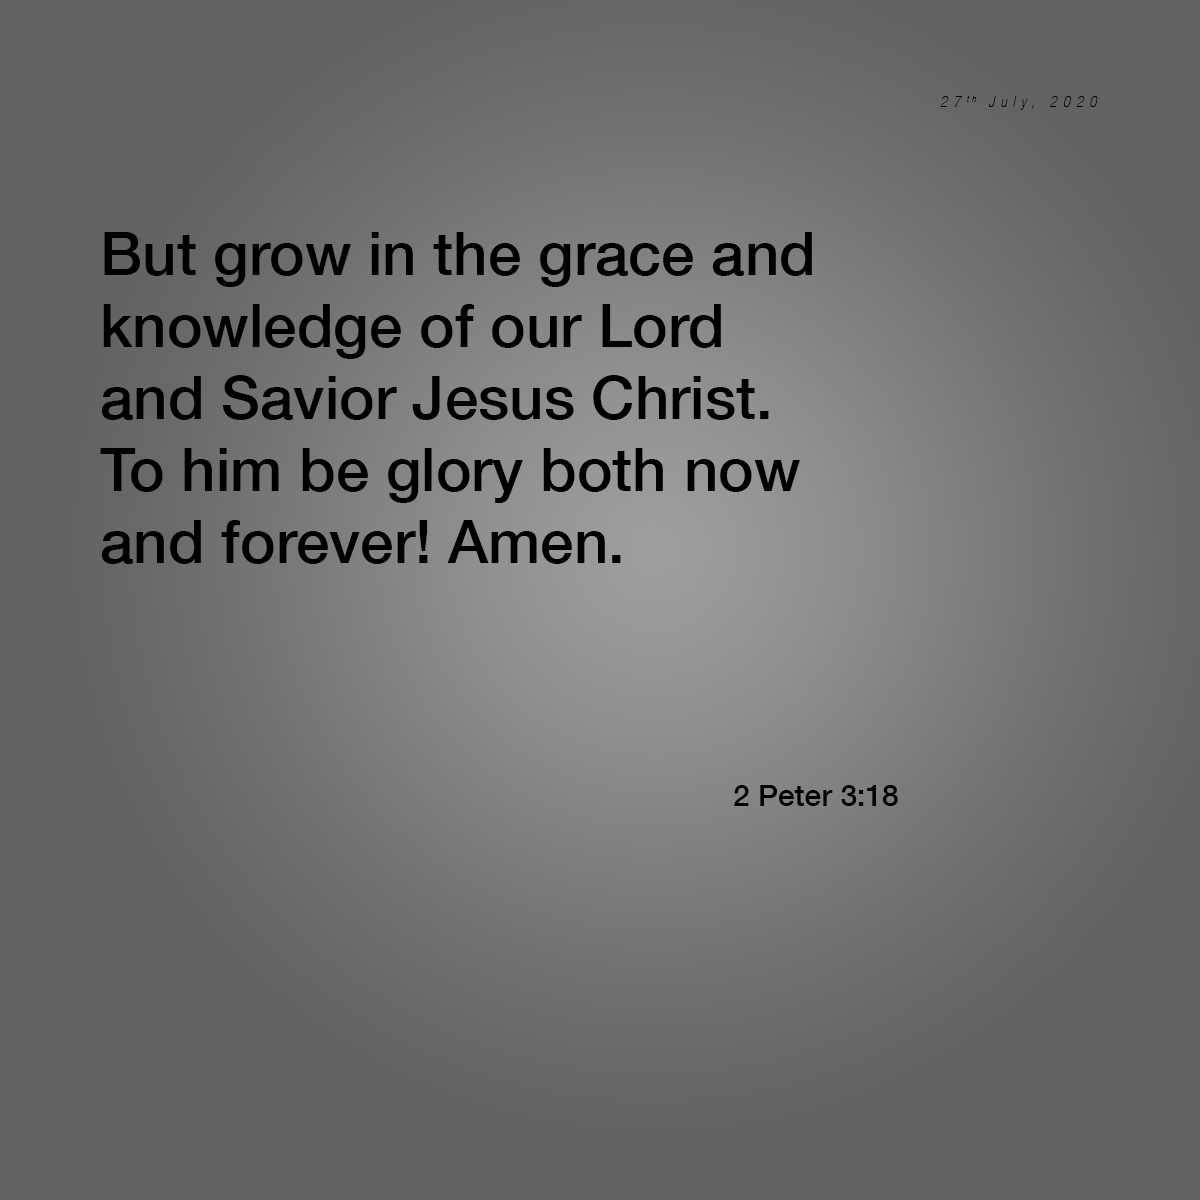 27th July, 2020
But grow in the grace and
knowledge of our Lord
and Savior Jesus Christ.
To him be glory both now
and forever! Amen.
2 Peter 3:18